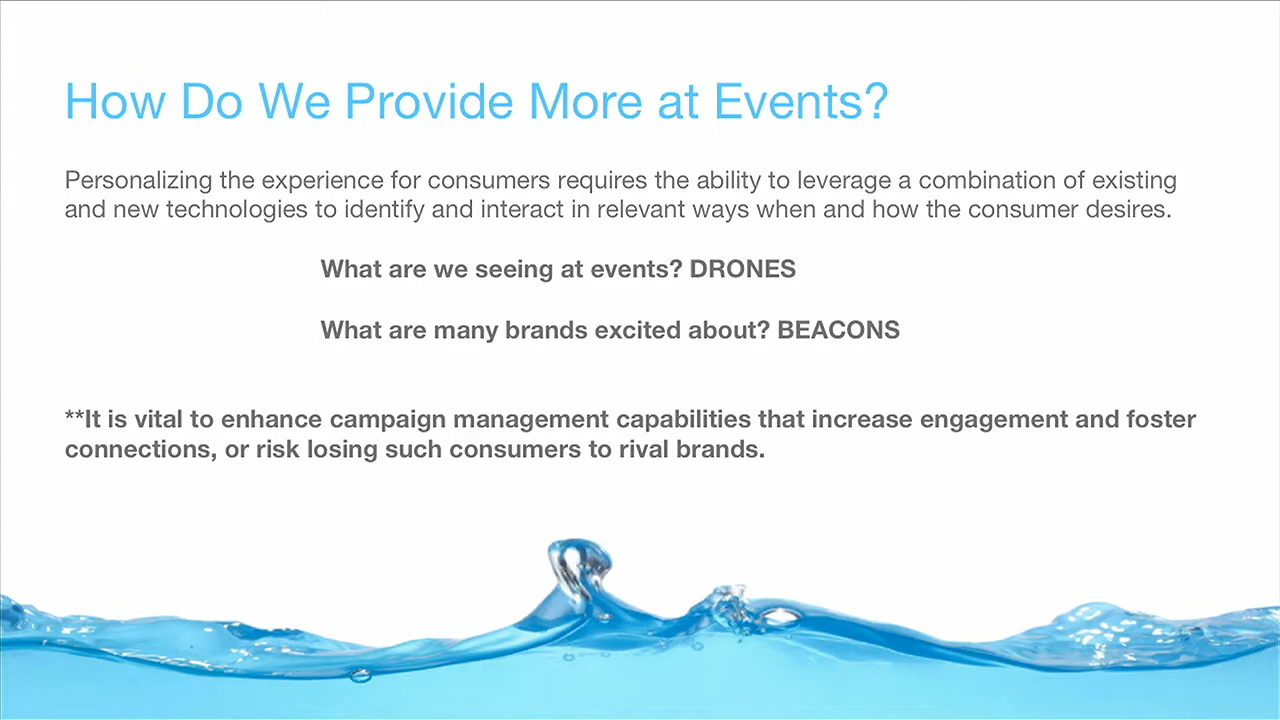 How Do We Provide More at Events?
Personalizing the experience for consumers requires the ability to leverage a combination of existing
and new technologies to identify and interact in relevant ways when and how the consumer desires.
What are we seeing at events? DRONES
What are many brands excited about? BEACONS
**It is vital to enhance campaign management capabilities that increase engagement and foster
connections, or risk losing such consumers to rival brands.